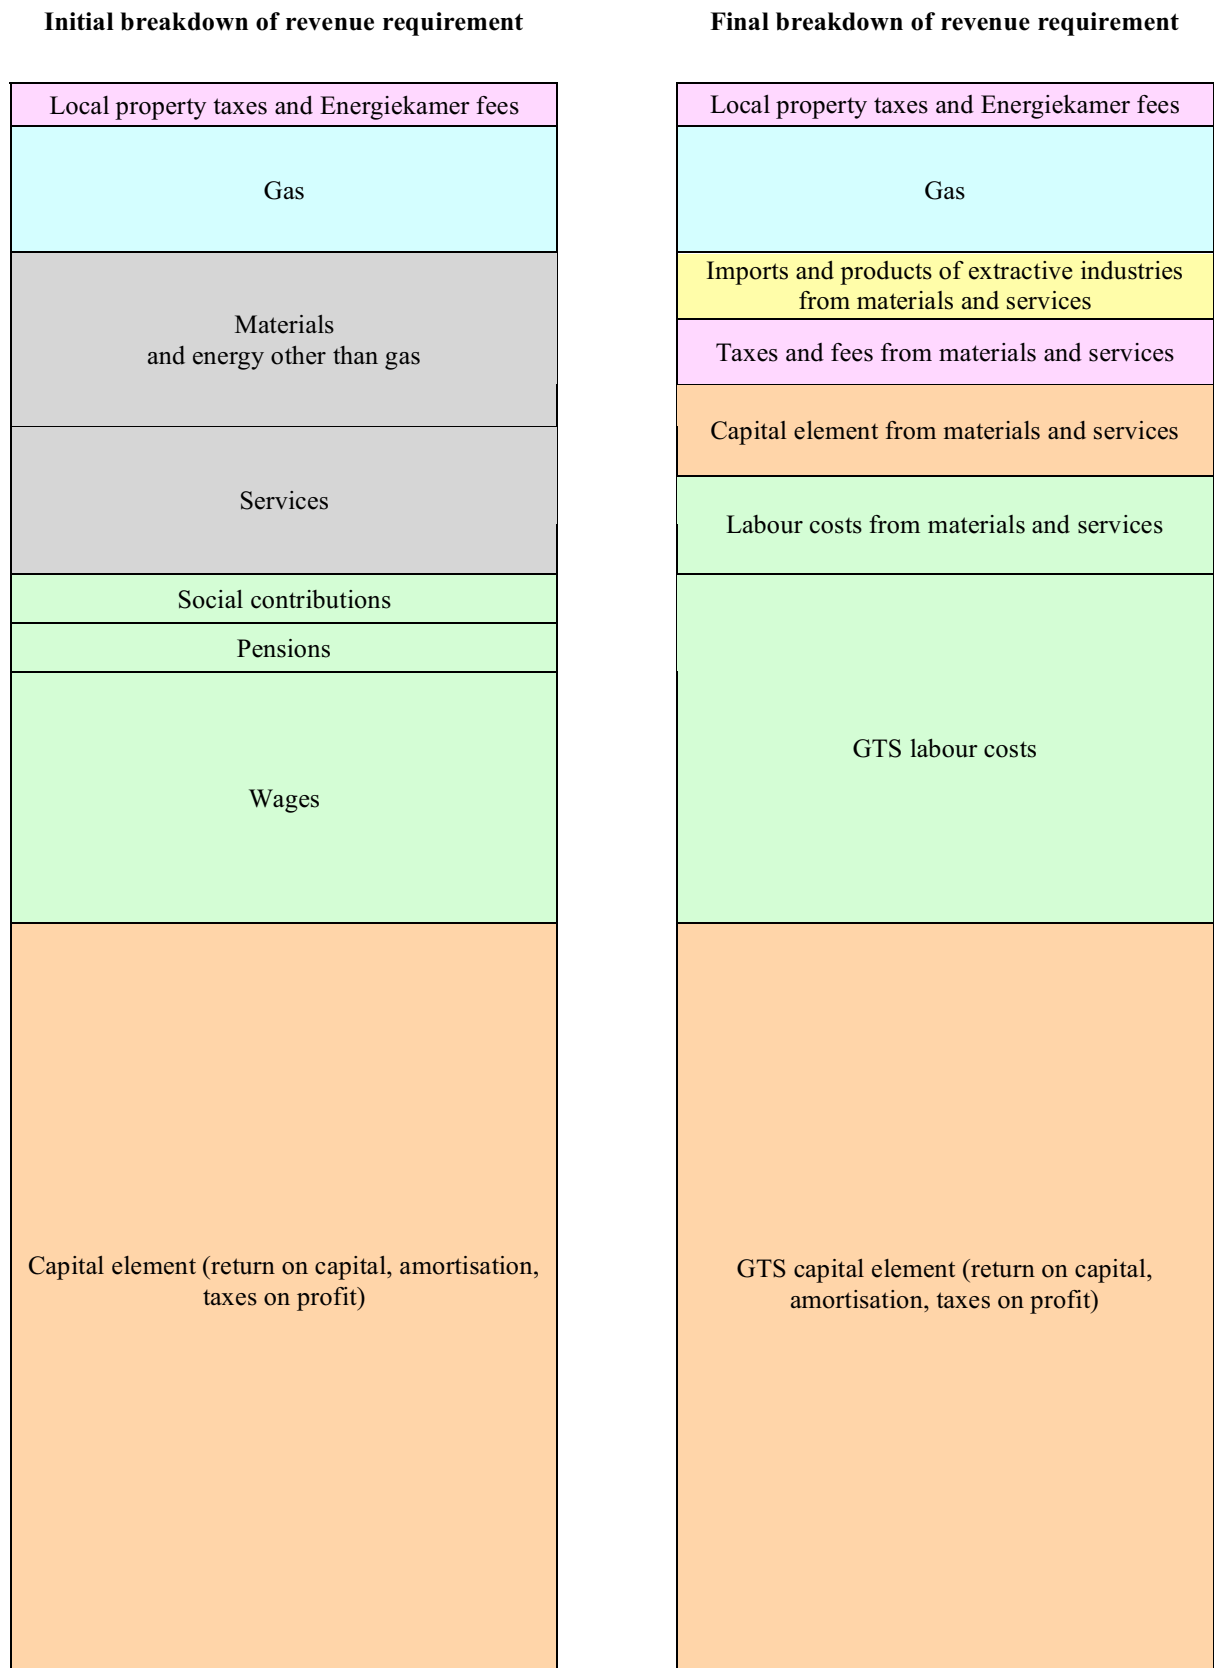 Initial breakdown of revenue requirement
Local property taxes and Energiekamer fees
Gas
Materials
and energy other than gas
Services
Social contributions
Pensions
Wages
Capital element (return on capital, amortisation,
taxes on profit)
Final breakdown of revenue requirement
Local property taxes and Energiekamer fees
Gas
Imports and products of extractive industries
from materials and services
Taxes and fees from materials and services
Capital element from materials and services
Labour costs from materials and services
GTS labour costs
GTS capital element (return on capital,
amortisation, taxes on profit)